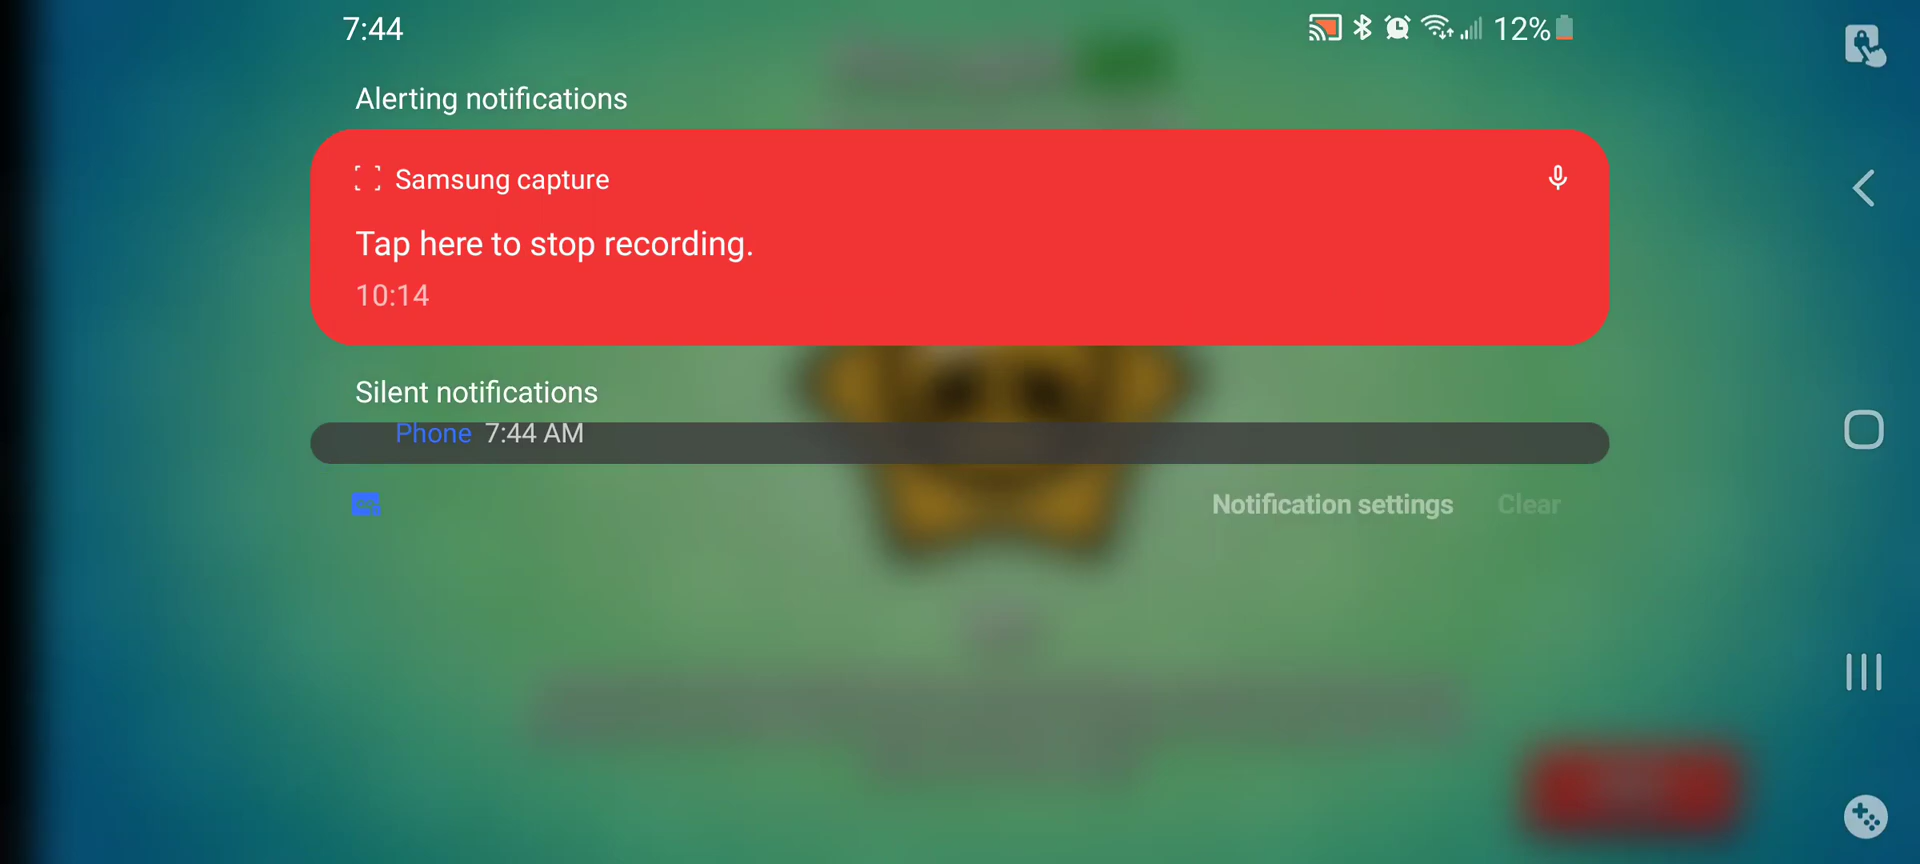 7:44
12%
Alerting notifications
Samsung capture
Tap here to stop recording.
10:14
Silent notifications
Phone 7:44 AM
Notification settings Clear